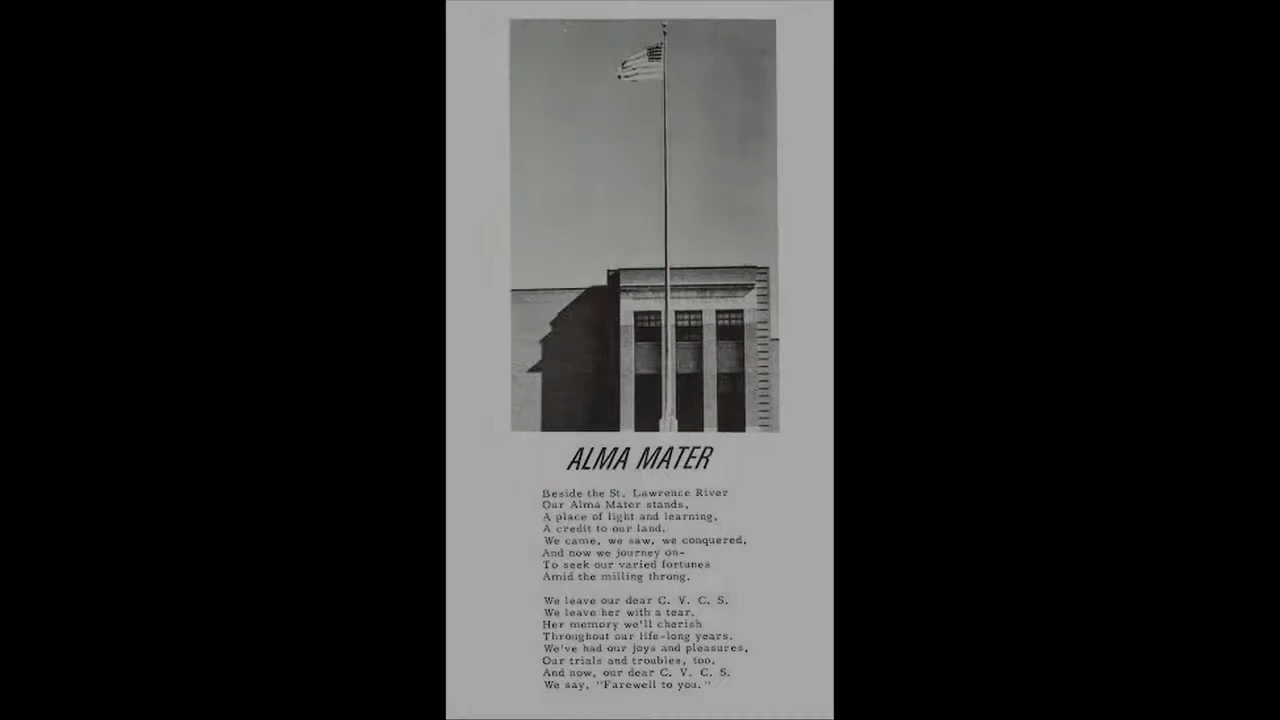 ALMA MATER
Beside the St. Lawrence River
Our Alma Mater stands,
A place of light and learning,
A credit to our land.
We came, we saw, we conquered,
And now we journey on-
To seek our varied fortunes
Amid the milling throng.
We leave our dear C. V. C. S.
We leave her with a tear.
Her memory we'll cherish
Throughout our life-long years.
We've had our joys and pleasures,
Our trials and troubles, too.
And now, our dear C. V. C. S.
We say, "Farewell to you."